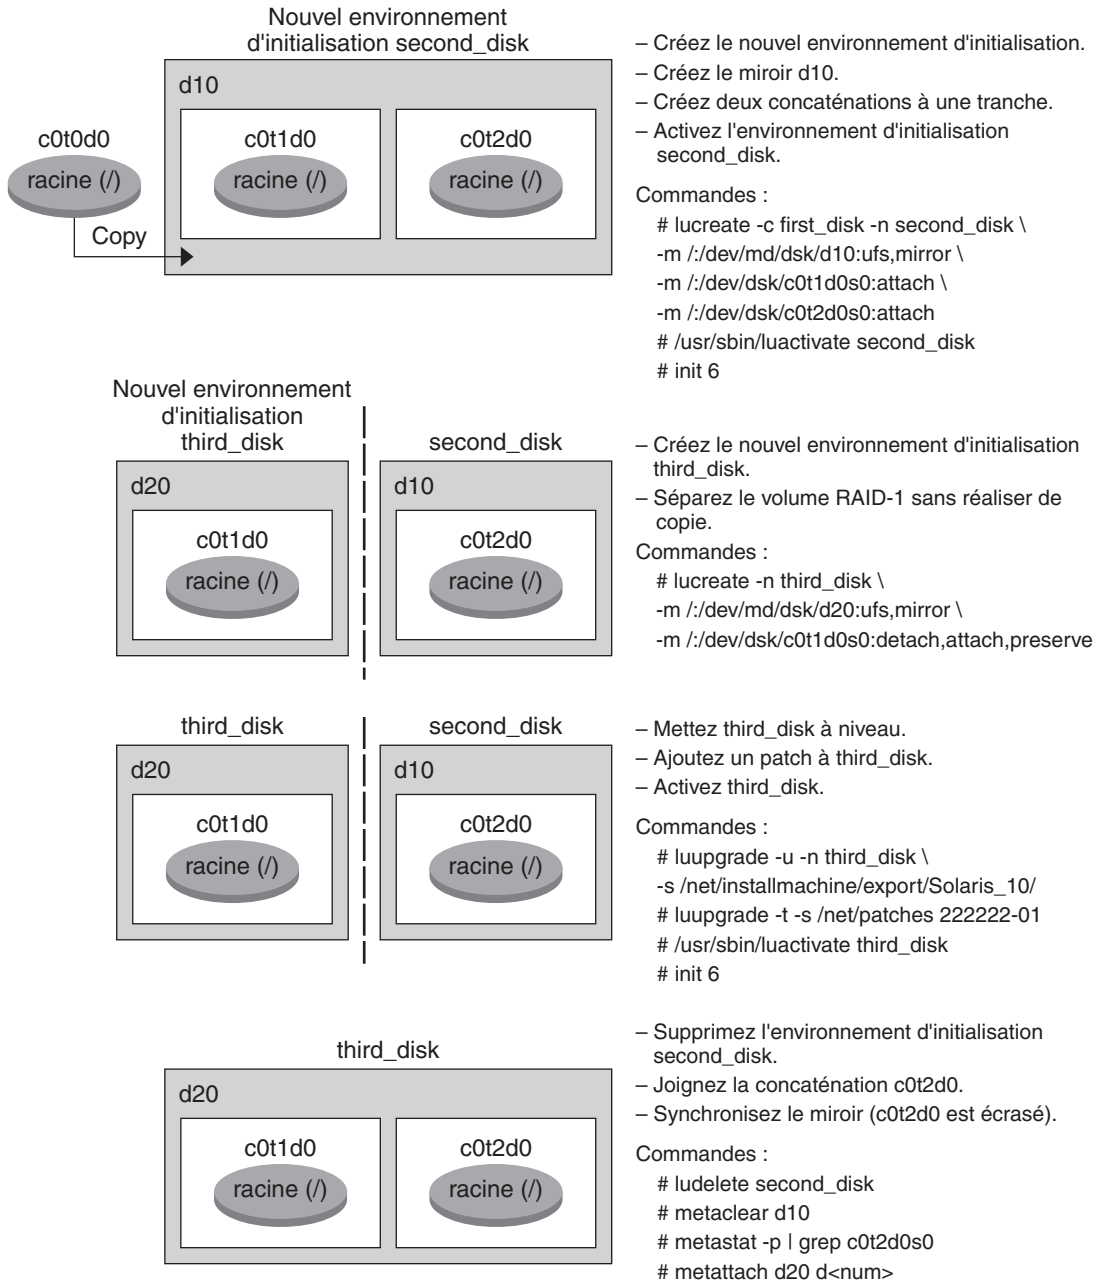 Nouvel environnement
d'initialisation second_disk
d10
c0t0d0
racine (/)
Copy
c0t1d0
racine (/)
c0t2d0
racine (/)
– Créez le nouvel environnement d'initialisation.
– Créez le miroir d10.
– Créez deux concaténations à une tranche.
– Activez l'environnement d'initialisation
second_disk.
Commandes :
# lucreate -c first_disk -n second_disk \
-m /:/dev/md/dsk/d10:ufs,mirror \
-m /:/dev/dsk/c0t1d0s0:attach \
-m /:/dev/dsk/c0t2d0s0:attach
# /usr/sbin/luactivate second_disk
# init 6
Nouvel environnement
d'initialisation
third_disk
d20
c0t1d0
racine (/)
second_disk
d10
c0t2d0
racine (/)
– Créez le nouvel environnement d'initialisation
third_disk.
– Séparez le volume RAID-1 sans réaliser de
copie.
Commandes :
# lucreate -n third_disk \
-m /:/dev/md/dsk/d20:ufs,mirror \
-m /:/dev/dsk/c0t1d0s0:detach,attach,preserve
third_disk
d20
c0t1d0
racine (/)
second_disk
d10
c0t2d0
racine (/)
– Mettez third_disk à niveau.
– Ajoutez un patch à third_disk.
– Activez third_disk.
Commandes :
# luupgrade -u -n third_disk \
-s /net/installmachine/export/Solaris_10/
# luupgrade -t -s /net/patches 222222-01
# /usr/sbin/luactivate third_disk
# init 6
third_disk
d20
c0t1d0
racine (/)
c0t2d0
racine (/)
– Supprimez l'environnement d'initialisation
second_disk.
– Joignez la concaténation c0t2d0.
– Synchronisez le miroir (c0t2d0 est écrasé).
Commandes :
# ludelete second_disk
# metaclear d10
# metastat -p | grep c0t2d0s0
# metattach d20 d<num>